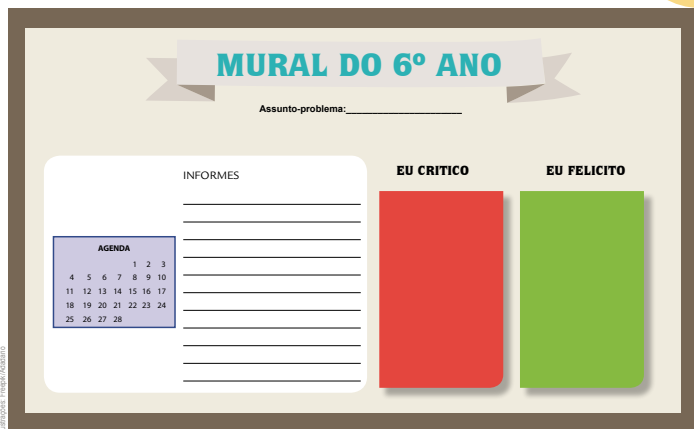 MURAL DO 6º ANO
Assunto-problema:______________________
INFORMES
AGENDA
1 2 3
4 5 6 7 8 9 10
11 12 13 14 15 16 17
18 19 20 21 22 23 24
25 26 27 28
EU CRITICO
EU FELICITO